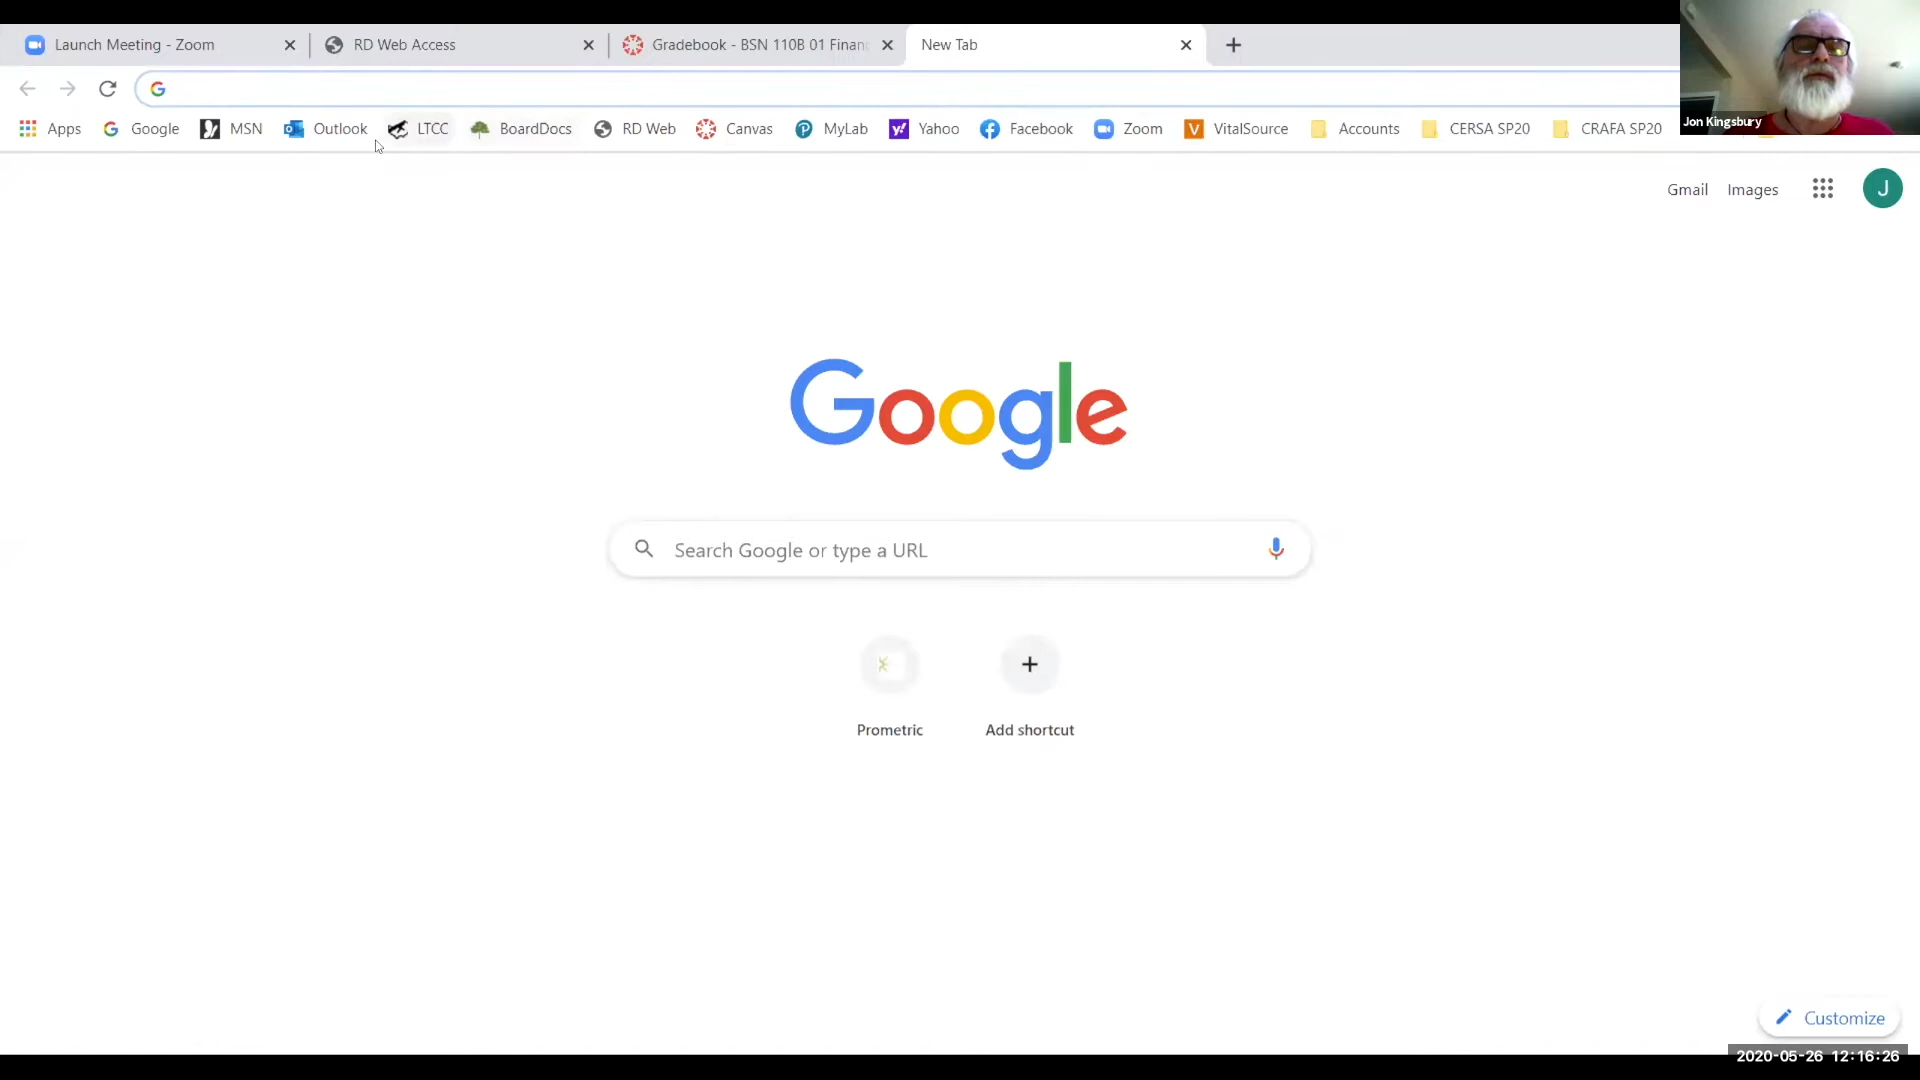 Launch Meeting - Zoom
RD Web Access
Gradebook - BSN 110B 01 Finan
New Tab
Apps
Google
MSN
Outlook
LTCC
BoardDocs
RD Web
Canvas
MyLab
Yahoo
Facebook
Zoom
VitalSource
Accounts
CERSA SP20
CRAFA SP20
Jon Kingsbury
Gmail
Images
J
Google
Search Google or type a URL
Prometric
Add shortcut
Customize
2020-05-26 12:16:26